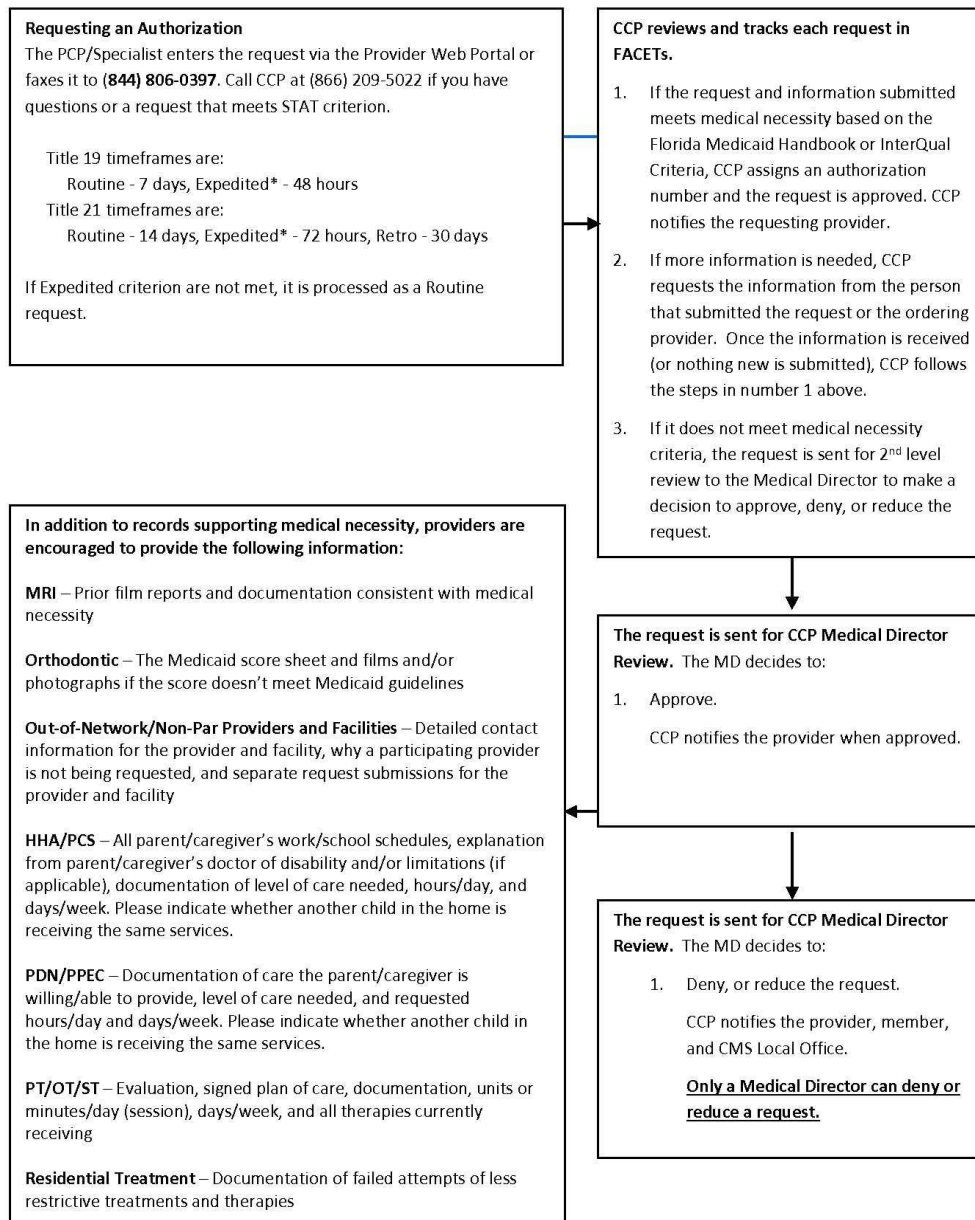 Requesting an Authorization
The PCP/Specialist enters the request via the Provider Web Portal or
faxes it to (844) 806-0397. Call CCP at (866) 209-5022 if you have
questions or a request that meets STAT criterion.
Title 19 timeframes are:
Routine - 7 days, Expedited* - 48 hours
Title 21 timeframes are:
Routine - 14 days, Expedited* - 72 hours, Retro - 30 days
If Expedited criterion are not met, it is processed as a Routine
request.
CCP reviews and tracks each request in
FACETs.
1. If the request and information submitted
meets medical necessity based on the
Florida Medicaid Handbook or InterQual
Criteria, CCP assigns an authorization
number and the request is approved. CCP
notifies the requesting provider.
2. If more information is needed, CCP
requests the information from the person
that submitted the request or the ordering
provider. Once the information is received
(or nothing new is submitted), CCP follows
the steps in number 1 above.
3. If it does not meet medical necessity
criteria, the request is sent for 2nd level
review to the Medical Director to make a
decision to approve, deny, or reduce the
request.
In addition to records supporting medical necessity, providers are
encouraged to provide the following information:
MRI – Prior film reports and documentation consistent with medical
necessity
Orthodontic – The Medicaid score sheet and films and/or
photographs if the score doesn't meet Medicaid guidelines
Out-of-Network/Non-Par Providers and Facilities – Detailed contact
information for the provider and facility, why a participating provider
is not being requested, and separate request submissions for the
provider and facility
HHA/PCS – All parent/caregiver's work/school schedules, explanation
from parent/caregiver's doctor of disability and/or limitations (if
applicable), documentation of level of care needed, hours/day, and
days/week. Please indicate whether another child in the home is
receiving the same services.
PDN/PPEC – Documentation of care the parent/caregiver is
willing/able to provide, level of care needed, and requested
hours/day and days/week. Please indicate whether another child in
the home is receiving the same services.
PT/OT/ST – Evaluation, signed plan of care, documentation, units or
minutes/day (session), days/week, and all therapies currently
receiving
Residential Treatment – Documentation of failed attempts of less
restrictive treatments and therapies
The request is sent for CCP Medical Director
Review. The MD decides to:
1. Approve.
CCP notifies the provider when approved.
The request is sent for CCP Medical Director
Review. The MD decides to:
1. Deny, or reduce the request.
CCP notifies the provider, member,
and CMS Local Office.
Only a Medical Director can deny or
reduce a request.